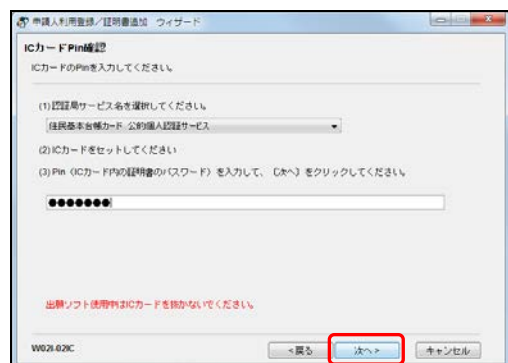 申請人利用登録/証明書追加 ウィザード
ICカードPin確認
ICカードのPinを入力してください。
(1)認証局サービス名を選択してください。
住民基本台帳カード 公的個人認証サービス
(2)ICカードをセットしてください
(3)Pin（ICカード内の証明書のパスワード）を入力して、［次へ］をクリックしてください。
●●●●●●●
出願ソフト使用中はICカードを抜かないでください。
W02I-02IC
<戻る 次へ> キャンセル